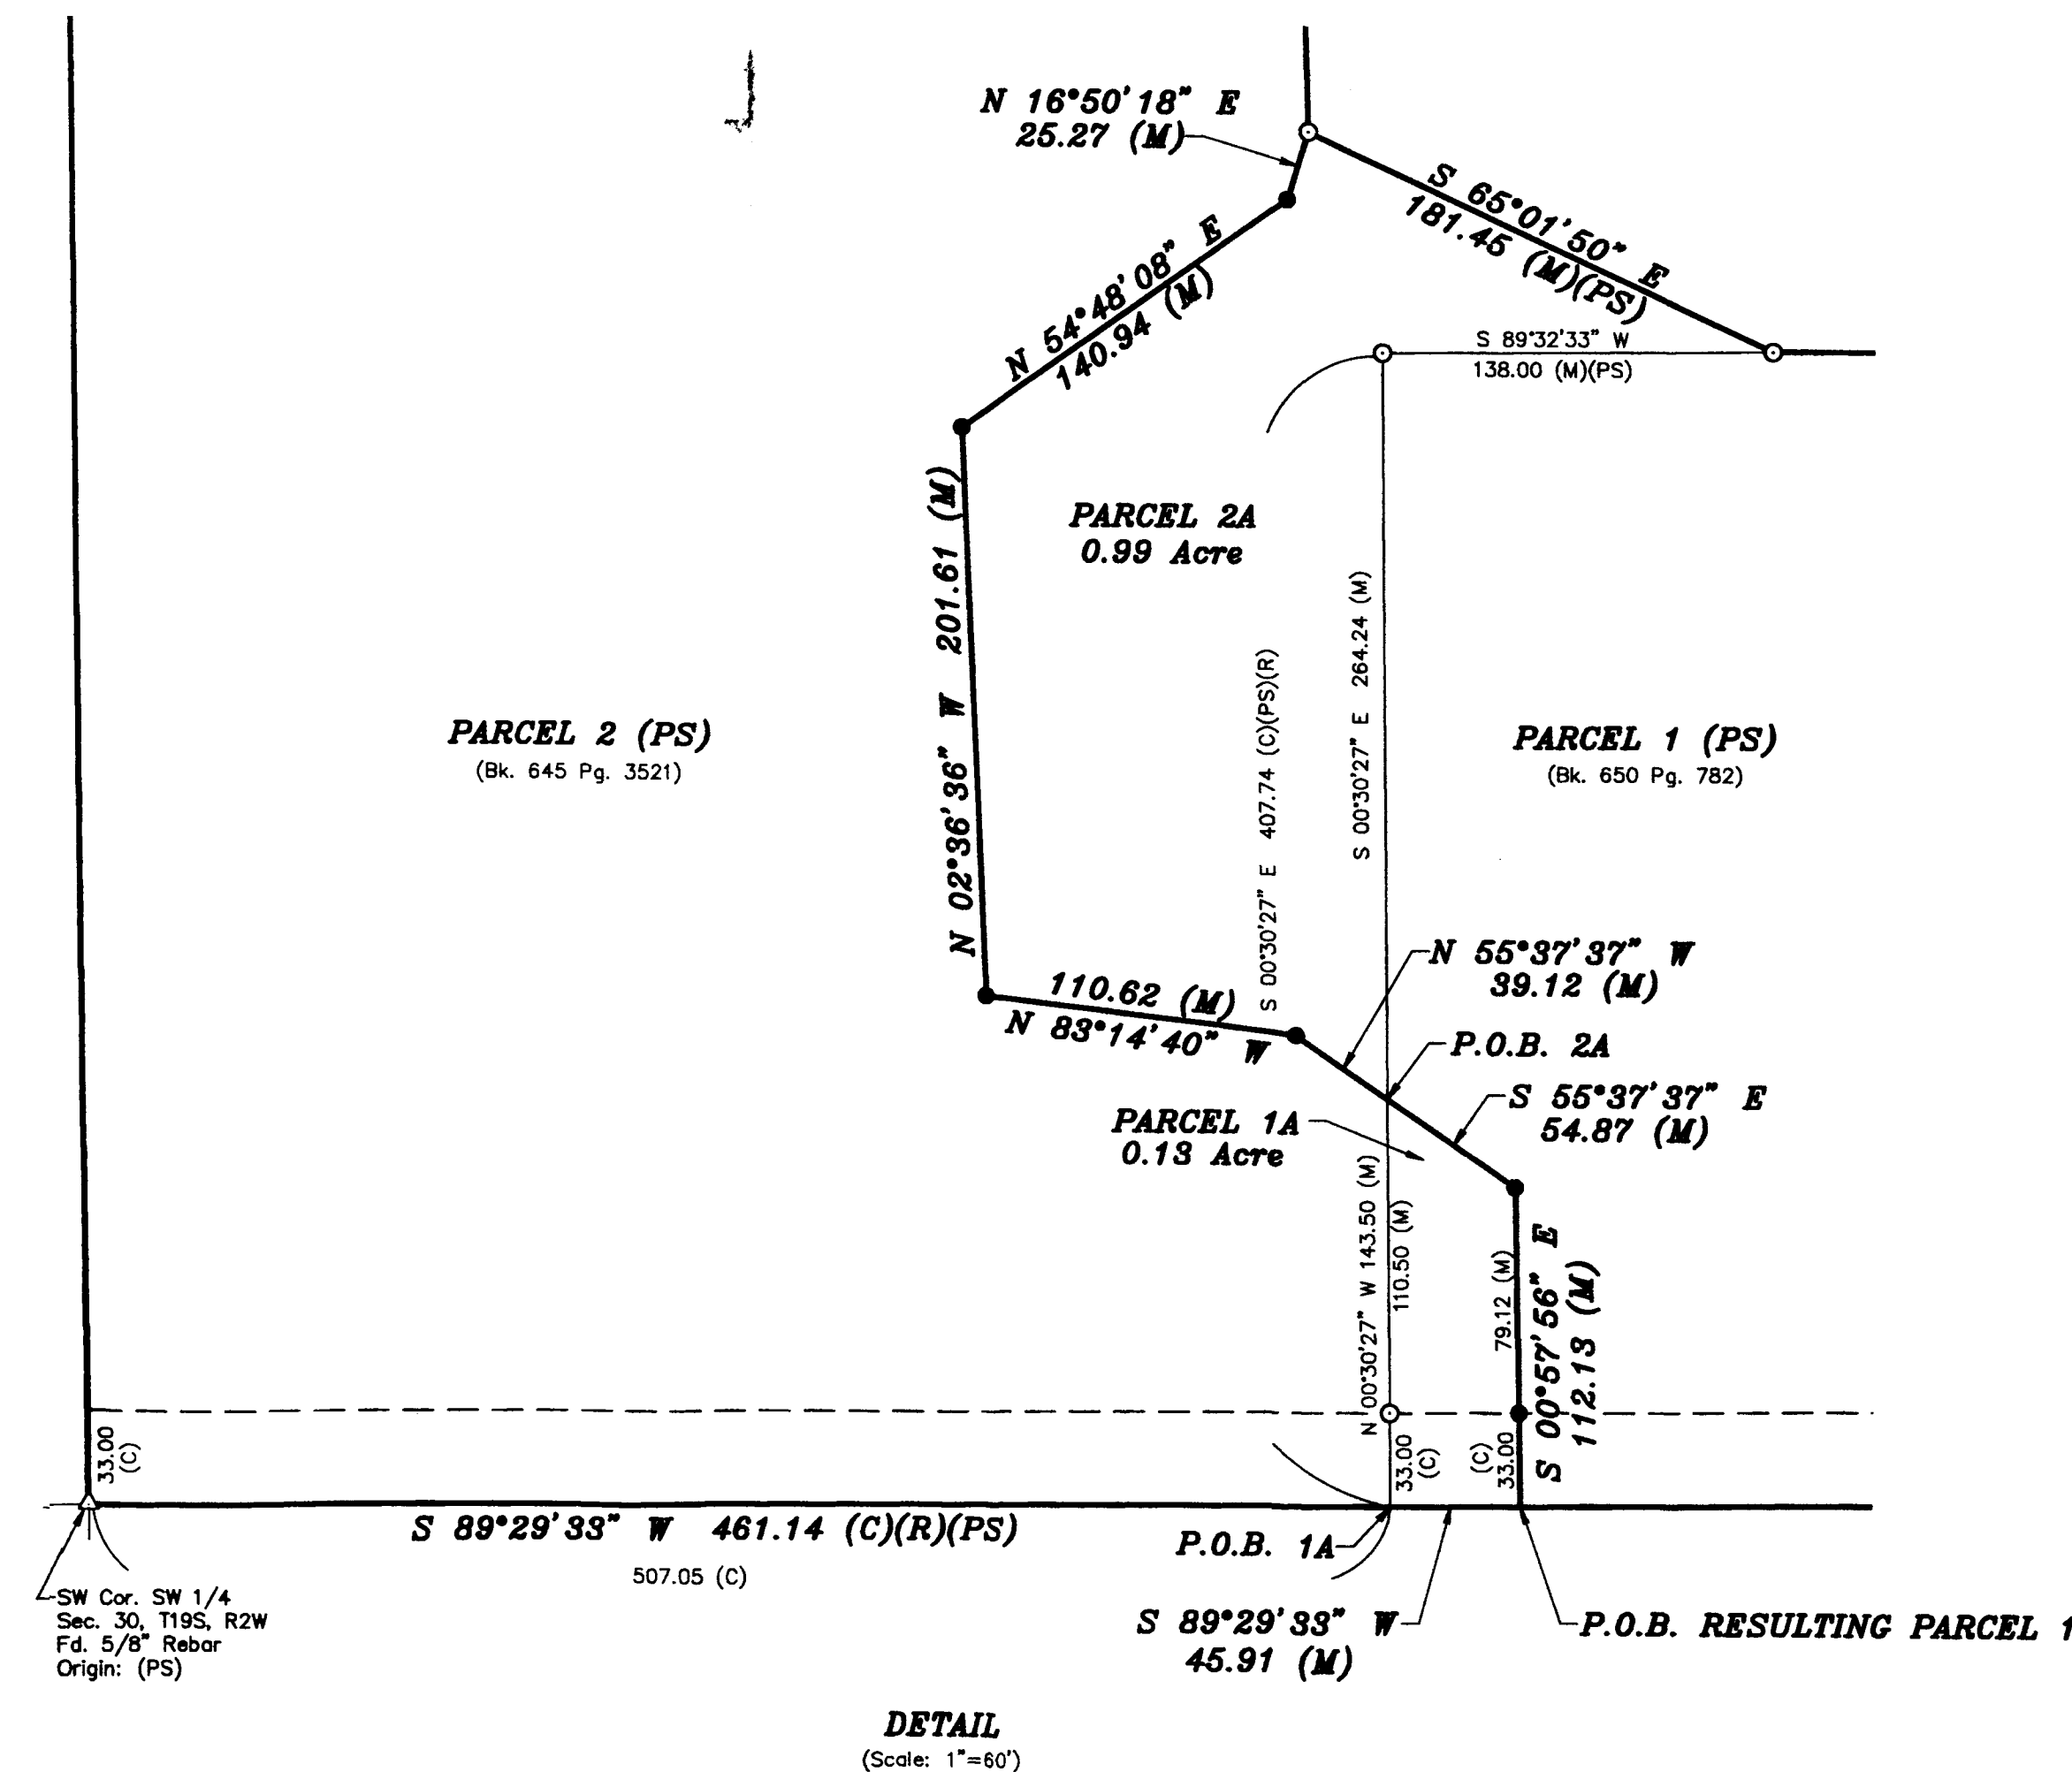 N 16°50'18" E
25.27 (M)
S 65°01'50" E
181.45 (M)(PS)
N 54°48'08" E
140.94 (M)
S 89°32'33" W
138.00 (M)(PS)
N 02°36'36" W 201.61 (M)
PARCEL 2A
0.99 Acre
S 00°30'27" E 407.74 (C)(PS)(R)
S 00°30'27" E 264.24 (M)
PARCEL 2 (PS)
(Bk. 645 Pg. 3521)
PARCEL 1 (PS)
(Bk. 650 Pg. 782)
110.62 (M)
N 83°14'40" W
N 55°37'37" W
39.12 (M)
P.O.B. 2A
S 55°37'37" E
54.87 (M)
PARCEL 1A
0.13 Acre
N 00°30'27" W 143.50 (M)
110.50 (M)
79.12 (M)
S 00°57'56" E
112.13 (M)
33.00
(C)
33.00
(C)
(C)
33.00
S 89°29'33" W 461.14 (C)(R)(PS)
507.05 (C)
P.O.B. 1A
S 89°29'33" W
45.91 (M)
P.O.B. RESULTING PARCEL 1
SW Cor. SW 1/4
Sec. 30, T19S, R2W
Fd. 5/8" Rebar
Origin: (PS)
DETAIL
(Scale: 1"=60')